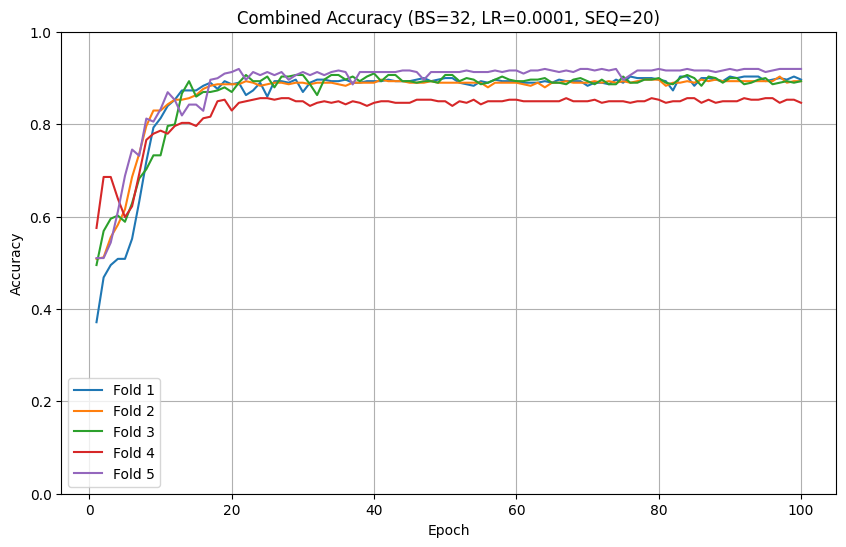 Combined Accuracy (BS=32, LR=0.0001, SEQ=20)
1.0
0.8
0.6
0.4
0.2
0.0
Accuracy
Fold 1
Fold 2
Fold 3
Fold 4
Fold 5
0 20 40 60 80 100
Epoch